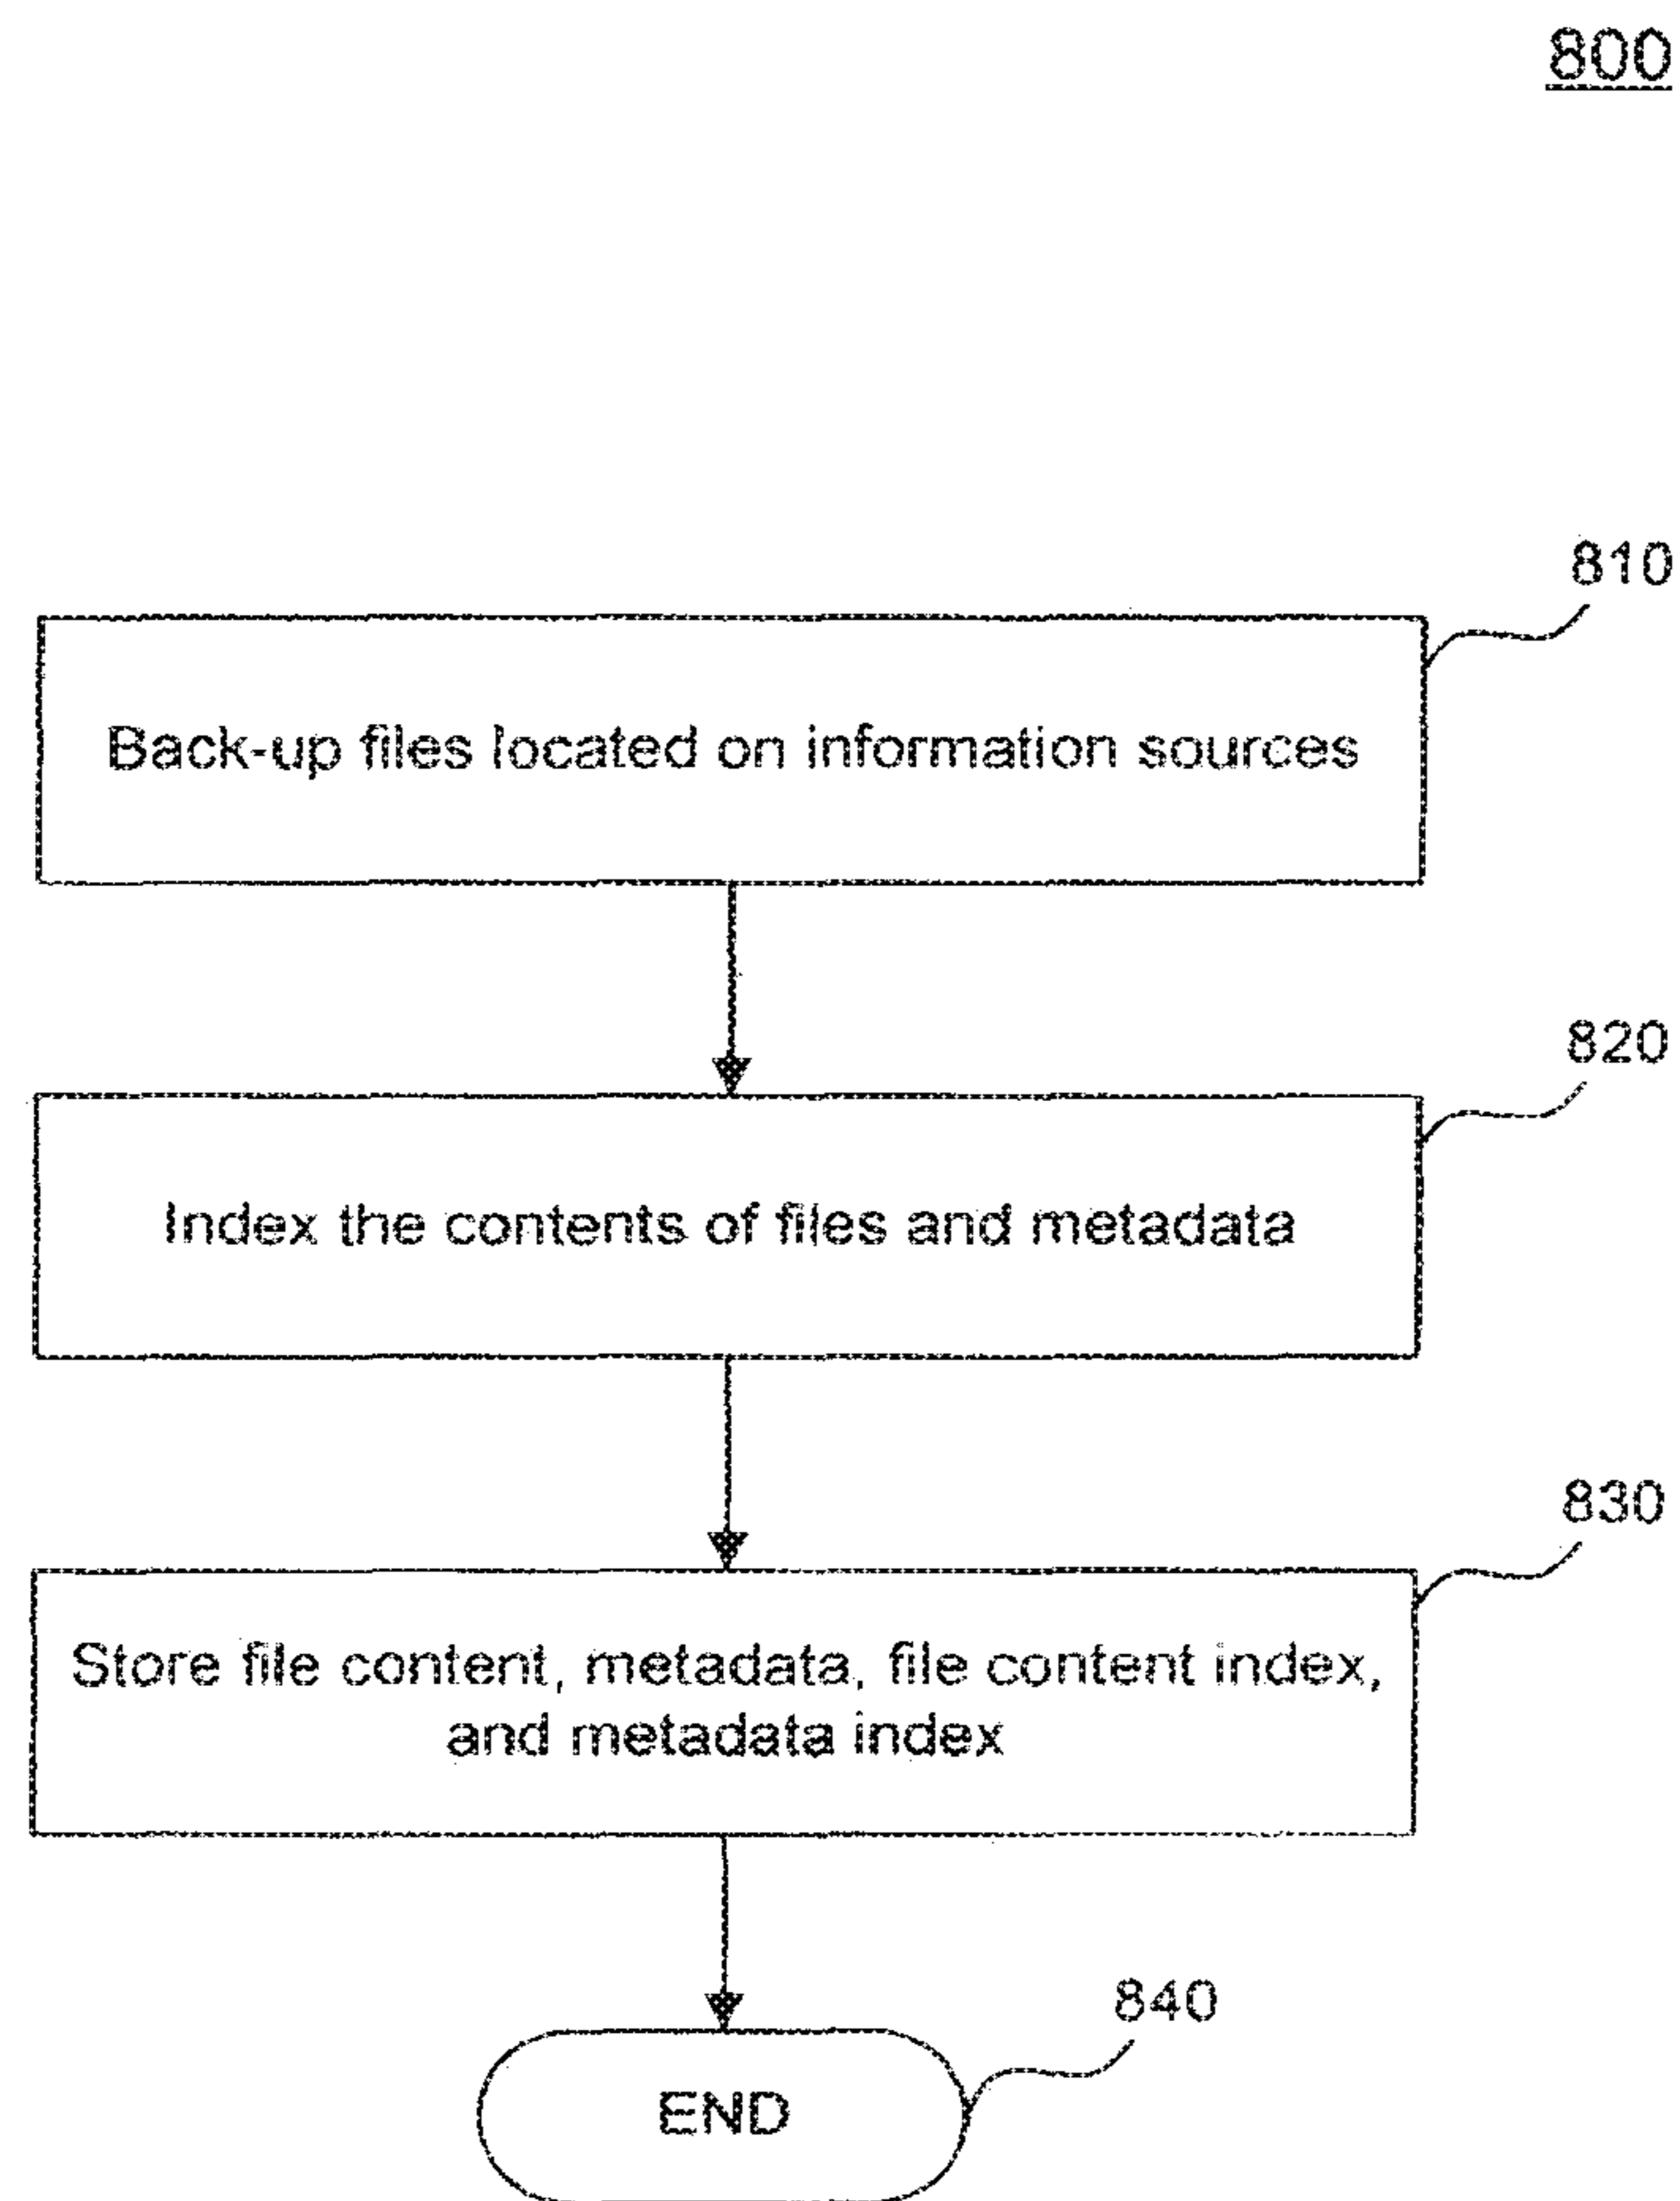 800
810
Back-up files located on information sources
820
Index the contents of files and metadata
830
Store file content, metadata, file content index,
and metadata index
840
END